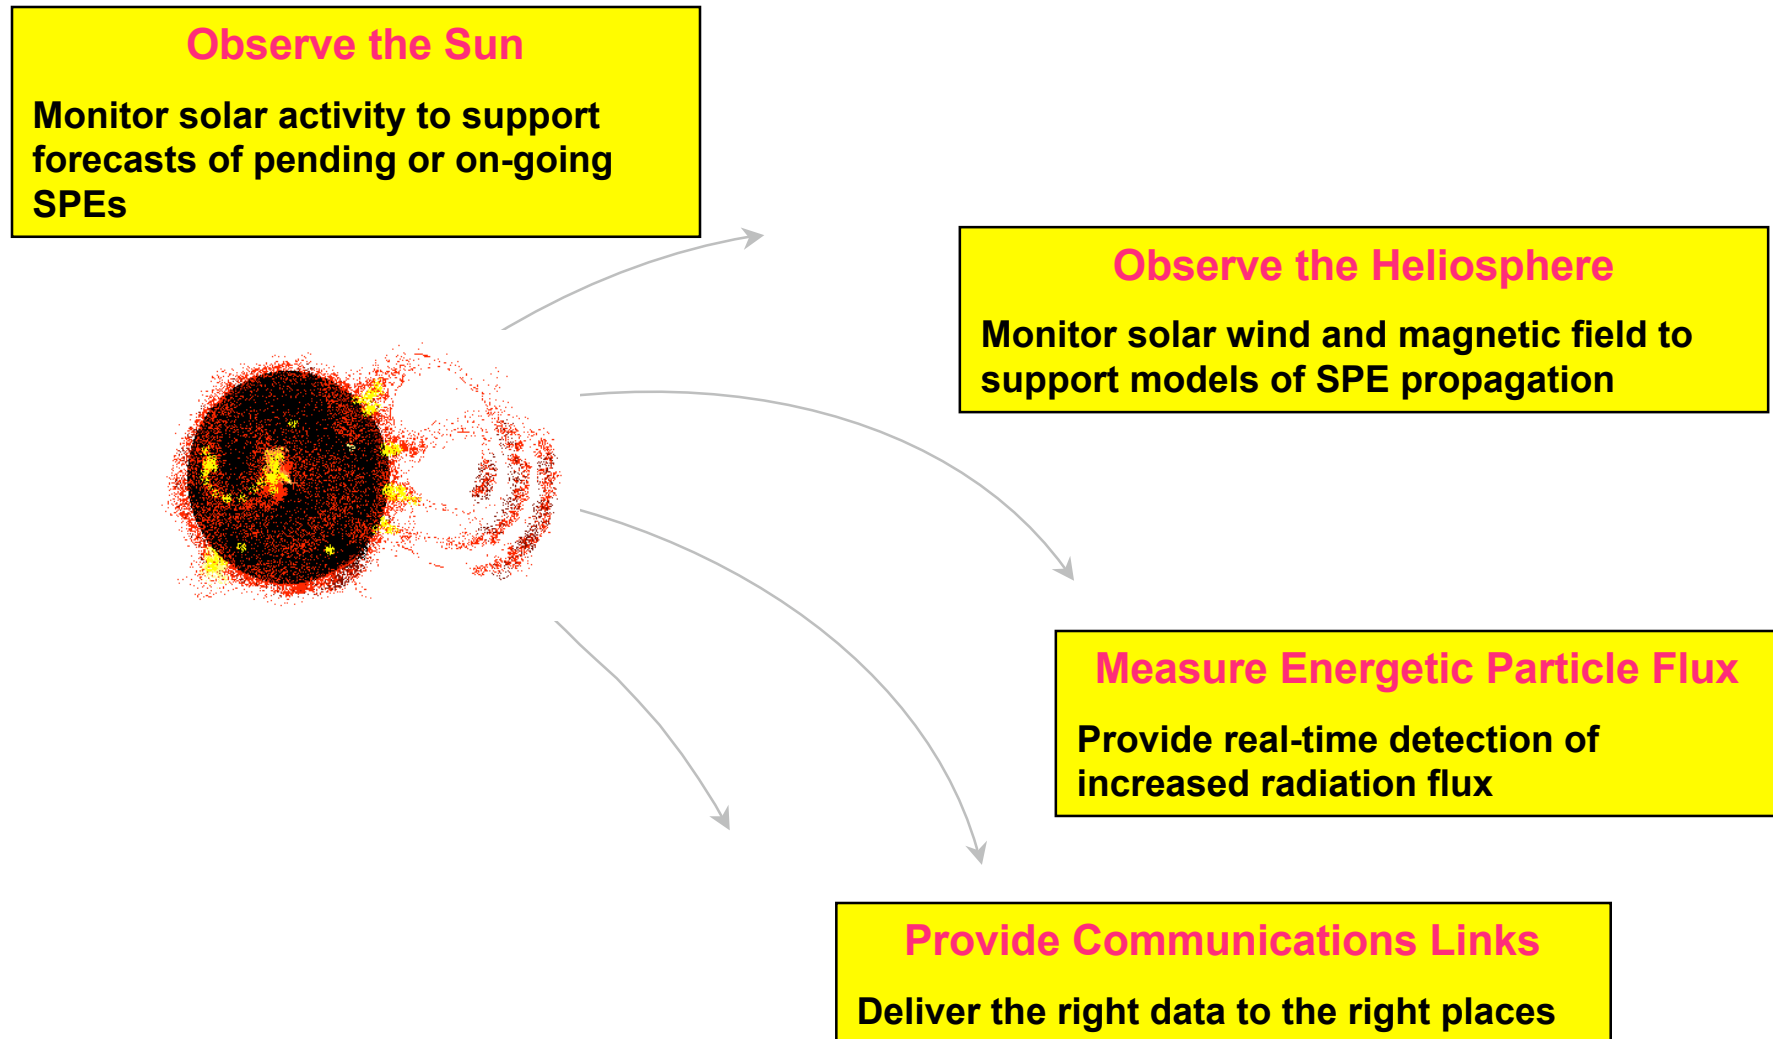 Observe the Sun
Monitor solar activity to support
forecasts of pending or on-going
SPEs
Observe the Heliosphere
Monitor solar wind and magnetic field to
support models of SPE propagation
Measure Energetic Particle Flux
Provide real-time detection of
increased radiation flux
Provide Communications Links
Deliver the right data to the right places